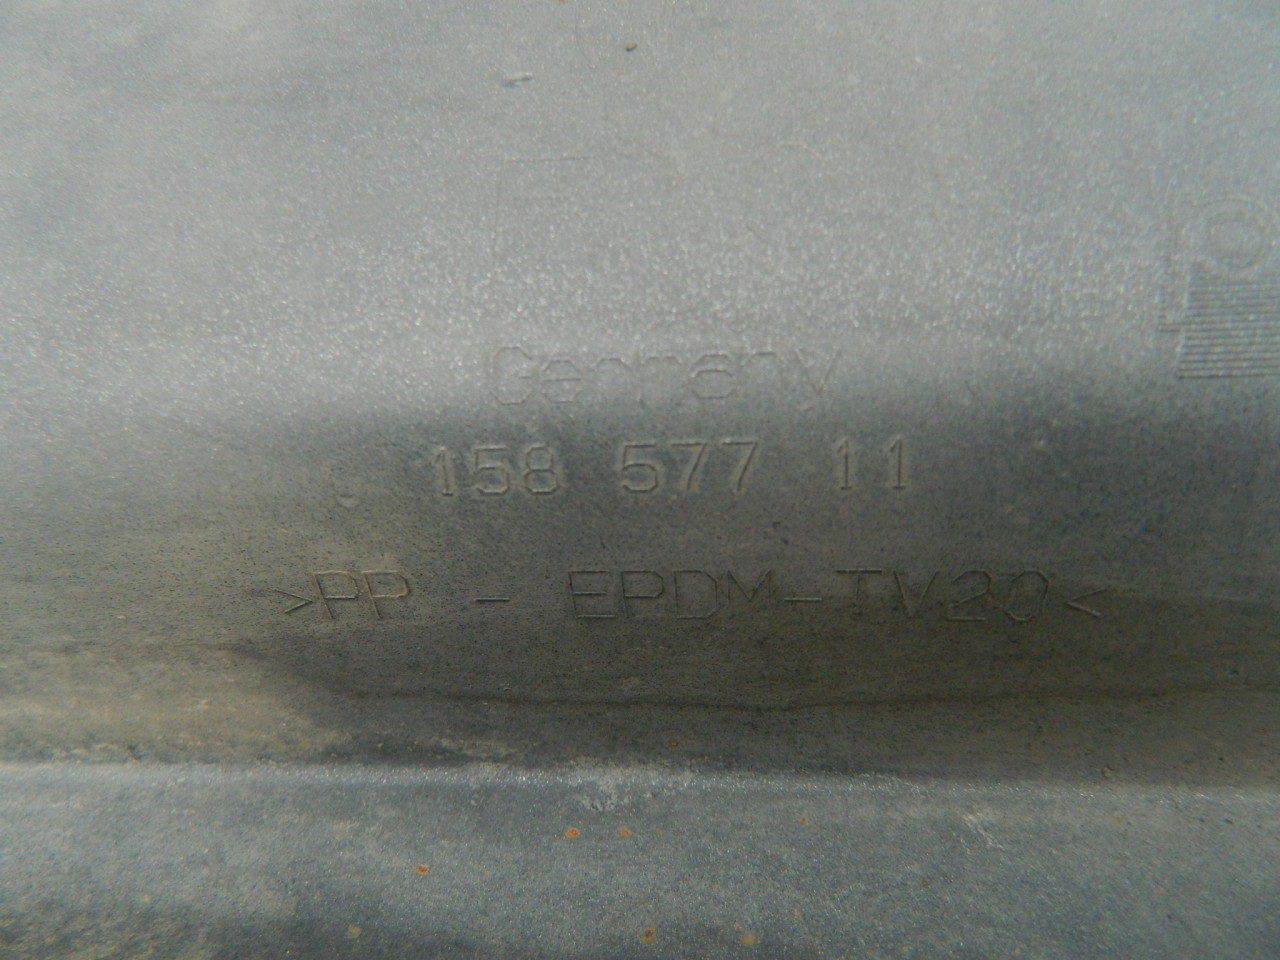 Germany
158 577 11
>PP - EPDM-TV20<